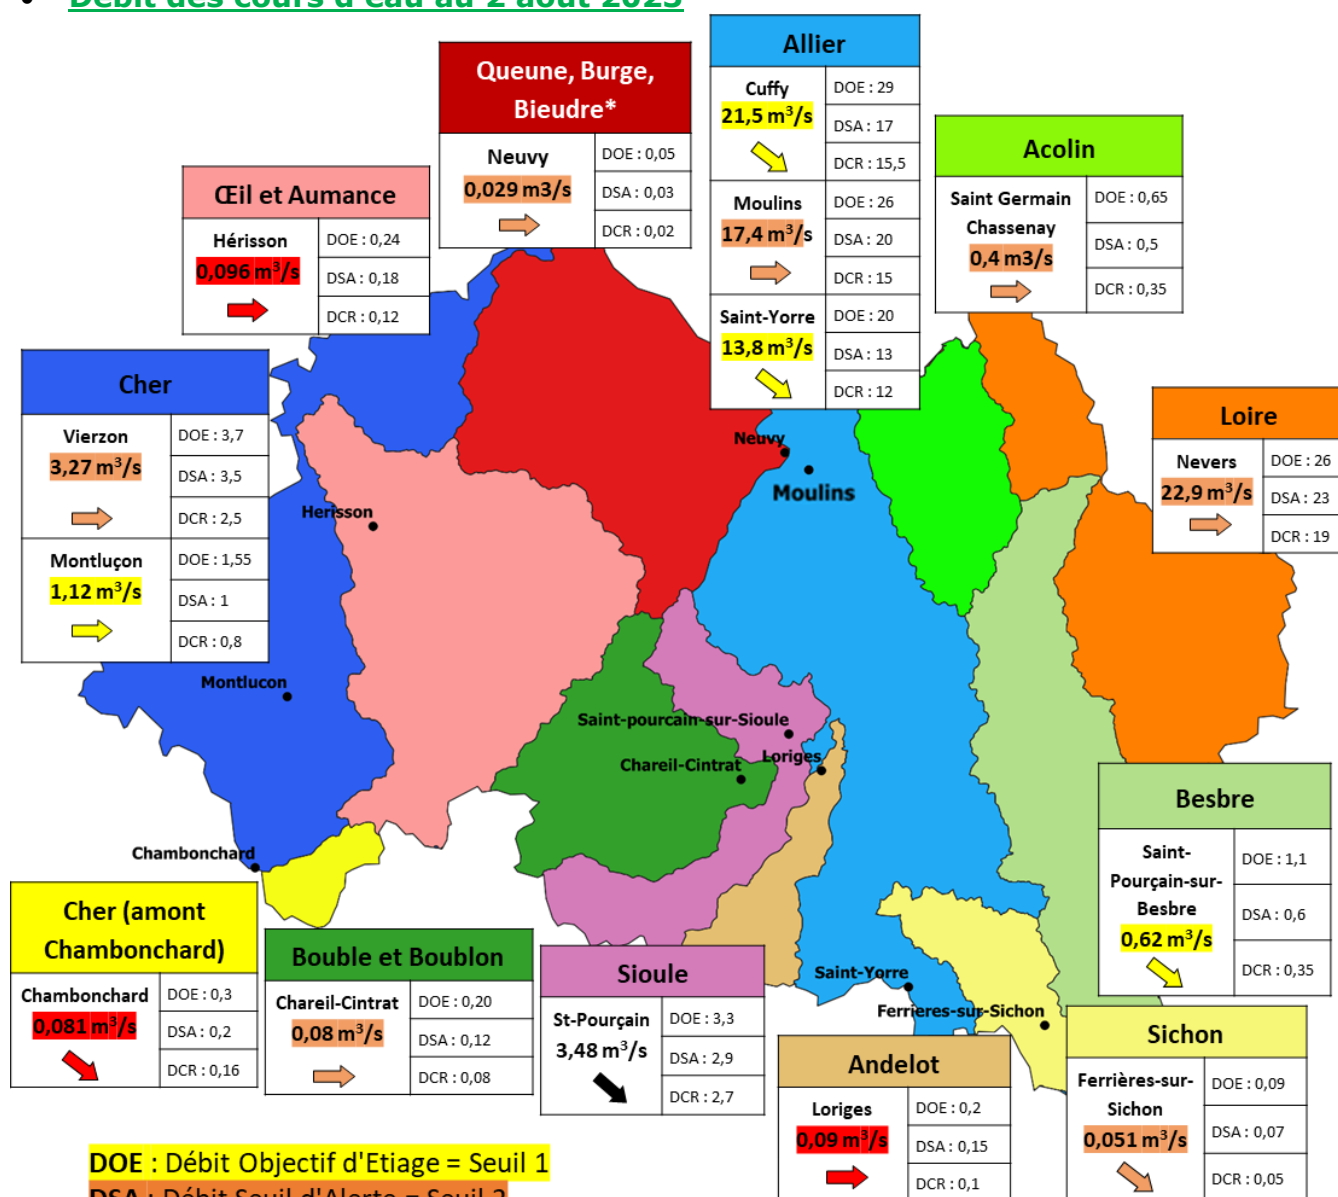 • Débit des cours d'eau au 2 août 2023
Allier
Cuffy
21,5 m³/s
DOE : 29
DSA : 17
DCR : 15,5
Moulins
17,4 m³/s
DOE : 26
DSA : 20
DCR : 15
Saint-Yorre
13,8 m³/s
DOE : 20
DSA : 13
DCR : 12
Queune, Burge,
Bieudre*
Neuvy
0,029 m3/s
DOE : 0,05
DSA : 0,03
DCR : 0,02
Acolin
Saint Germain
Chassenay
0,4 m3/s
DOE : 0,65
DSA : 0,5
DCR : 0,35
Œil et Aumance
Hérisson
0,096 m³/s
DOE : 0,24
DSA : 0,18
DCR : 0,12
Cher
Vierzon
3,27 m³/s
DOE : 3,7
DSA : 3,5
DCR : 2,5
Montluçon
1,12 m³/s
DOE : 1,55
DSA : 1
DCR : 0,8
Loire
Nevers
22,9 m³/s
DOE : 26
DSA : 23
DCR : 19
Neuvy
Moulins
Herisson
Montlucon
Saint-pourcain-sur-Sioule
Loriges
Chareil-Cintrat
Chambonchard
Saint-Yorre
Ferrieres-sur-Sichon
Besbre
Saint-
Pourçain-sur-
Besbre
0,62 m³/s
DOE : 1,1
DSA : 0,6
DCR : 0,35
Cher (amont
Chambonchard)
Chambonchard
0,081 m³/s
DOE : 0,3
DSA : 0,2
DCR : 0,16
Bouble et Boublon
Chareil-Cintrat
0,08 m³/s
DOE : 0,20
DSA : 0,12
DCR : 0,08
Sioule
St-Pourçain
3,48 m³/s
DOE : 3,3
DSA : 2,9
DCR : 2,7
Andelot
Loriges
0,09 m³/s
DOE : 0,2
DSA : 0,15
DCR : 0,1
Sichon
Ferrières-sur-
Sichon
0,051 m³/s
DOE : 0,09
DSA : 0,07
DCR : 0,05
DOE : Débit Objectif d'Etiage = Seuil 1
DSA : Débit Seuil d'Alerte = Seuil 2